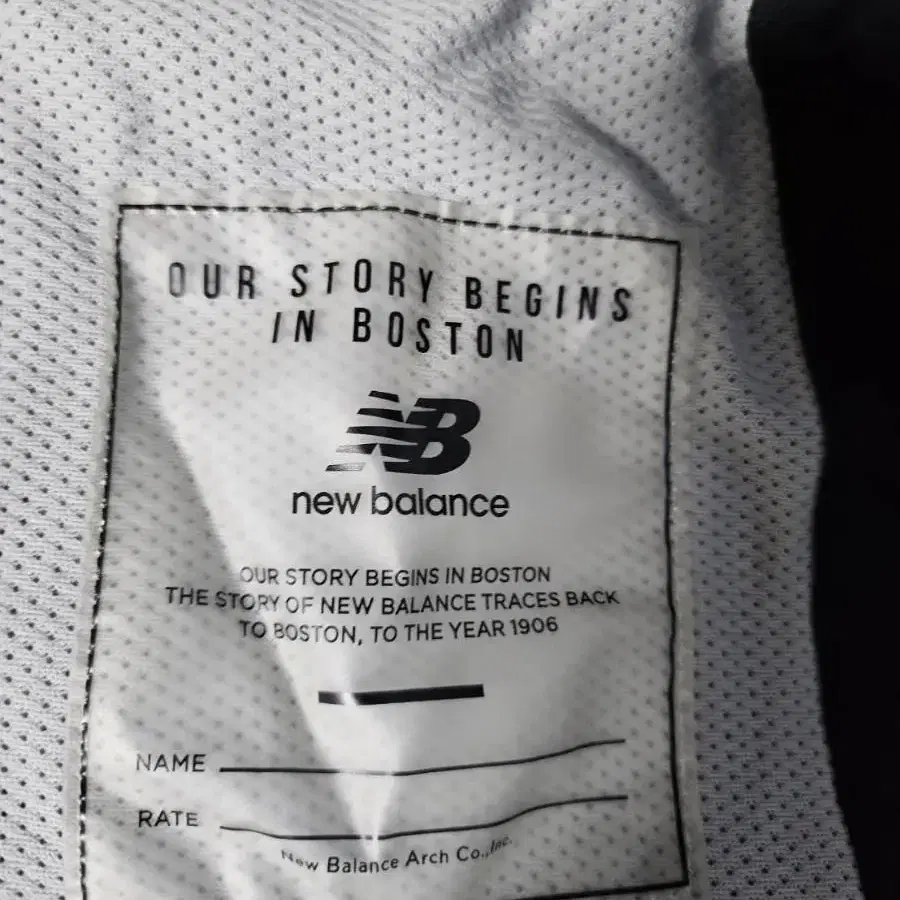 OUR STORY BEGINS
IN BOSTON
NB
new balance
OUR STORY BEGINS IN BOSTON
THE STORY OF NEW BALANCE TRACES BACK
TO BOSTON, TO THE YEAR 1906
NAME
RATE
New Balance Arch Co., Inc.